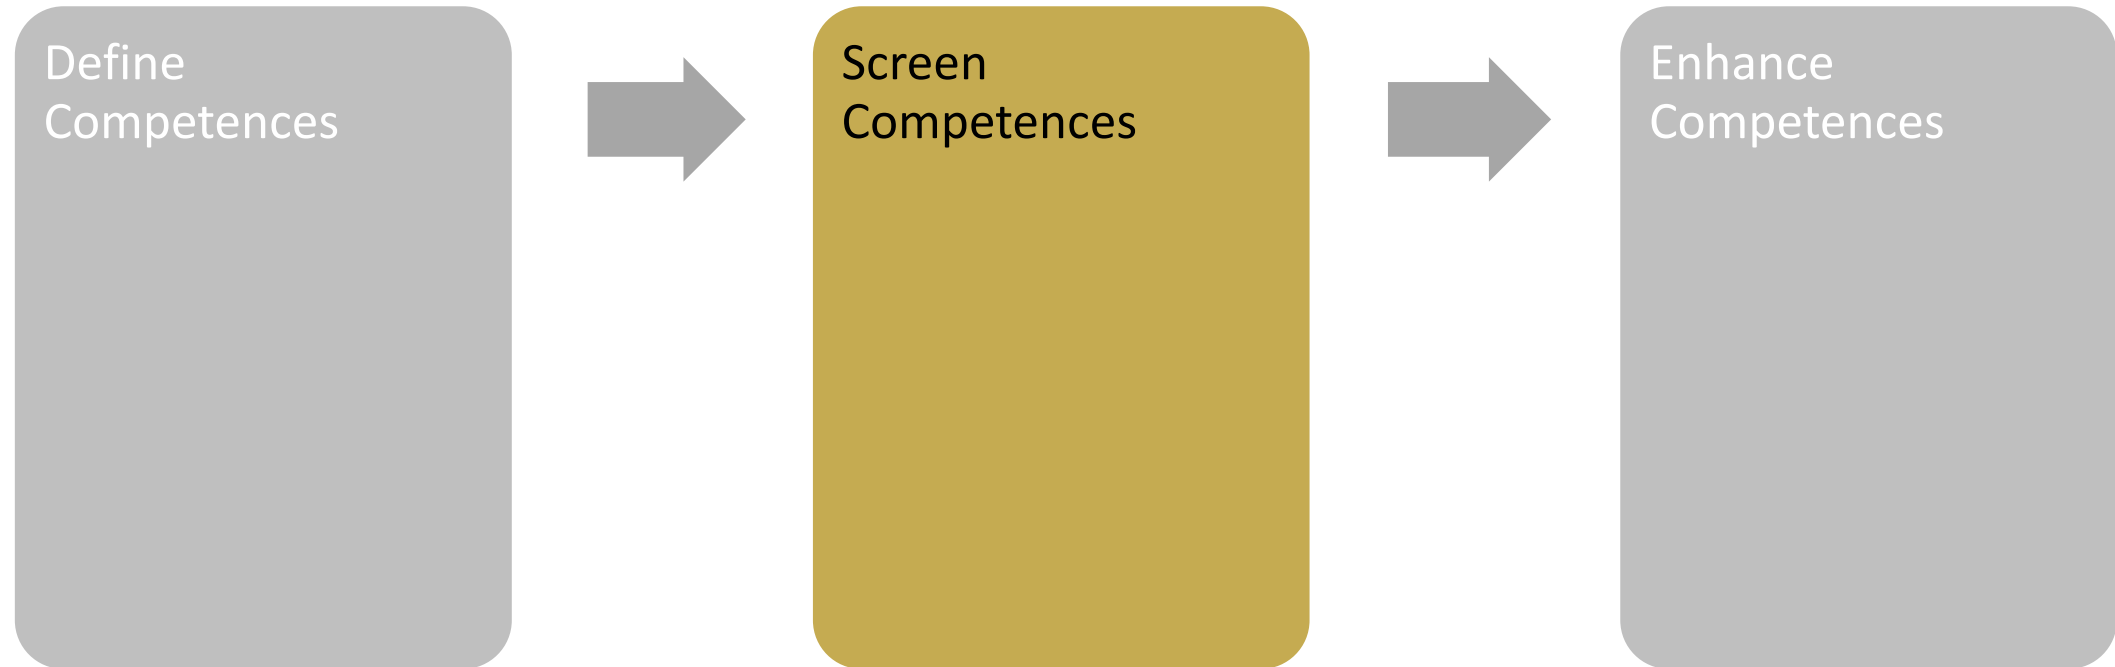 Define
Competences
Screen
Competences
Enhance
Competences